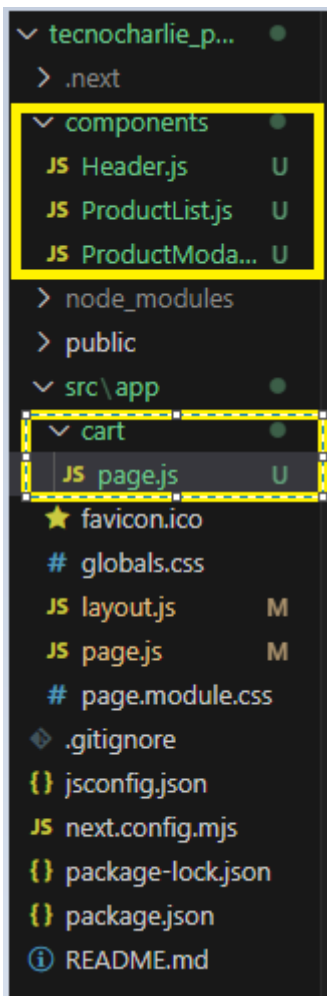 tecnocharlie_p...
.next
components
JS Header.js U
JS ProductList.js U
JS ProductModa... U
node_modules
public
src\app
cart
JS page.js U
favicon.ico
# globals.css
JS layout.js M
JS page.js M
# page.module.css
.gitignore
{} jsconfig.json
JS next.config.mjs
{} package-lock.json
{} package.json
README.md